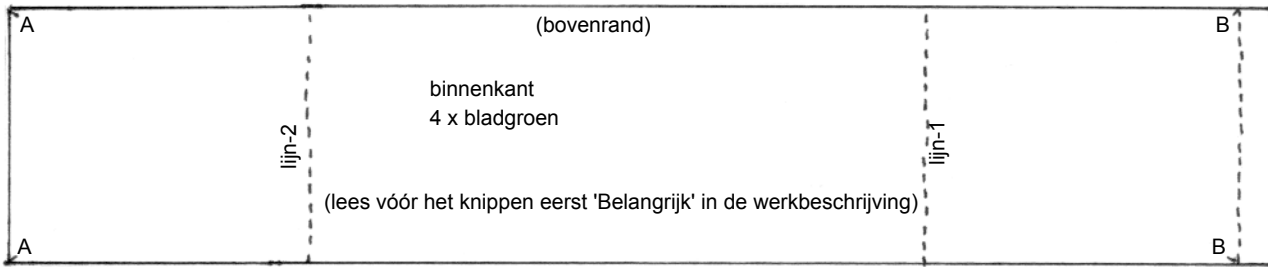 A (bovenrand) B
binnenkant
4 x bladgroen
lijn-2
lijn-1
(lees vóór het knippen eerst 'Belangrijk' in de werkbeschrijving)
A B